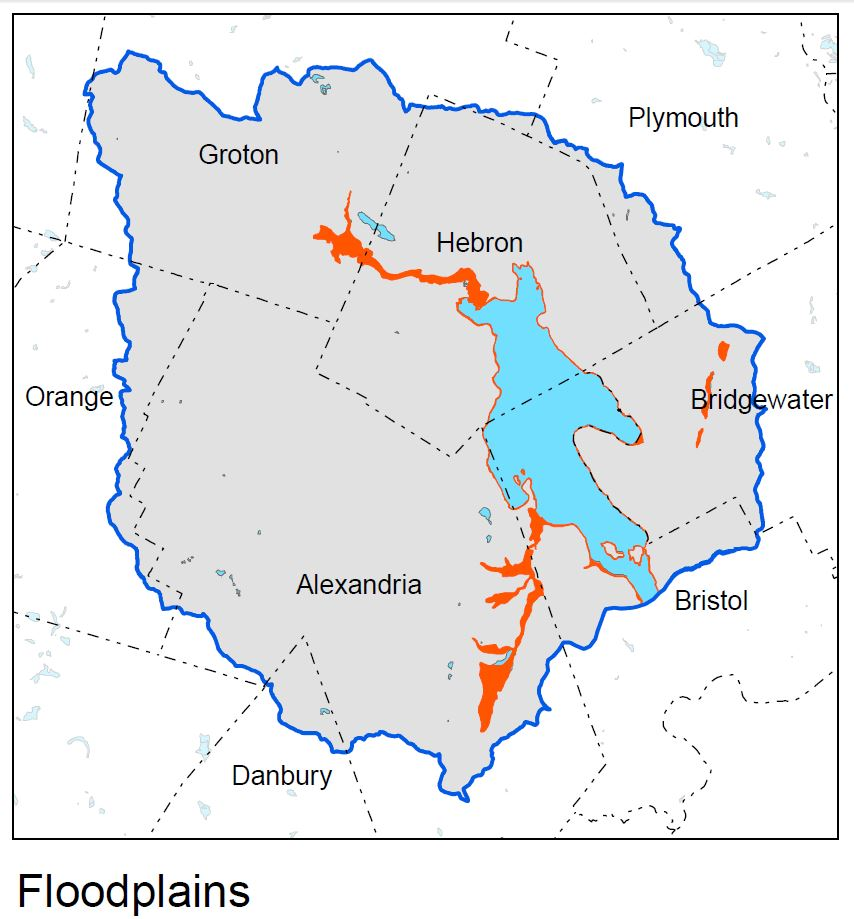 Plymouth
Groton
Hebron
Orange
Bridgewater
Alexandria
Bristol
Danbury
Floodplains